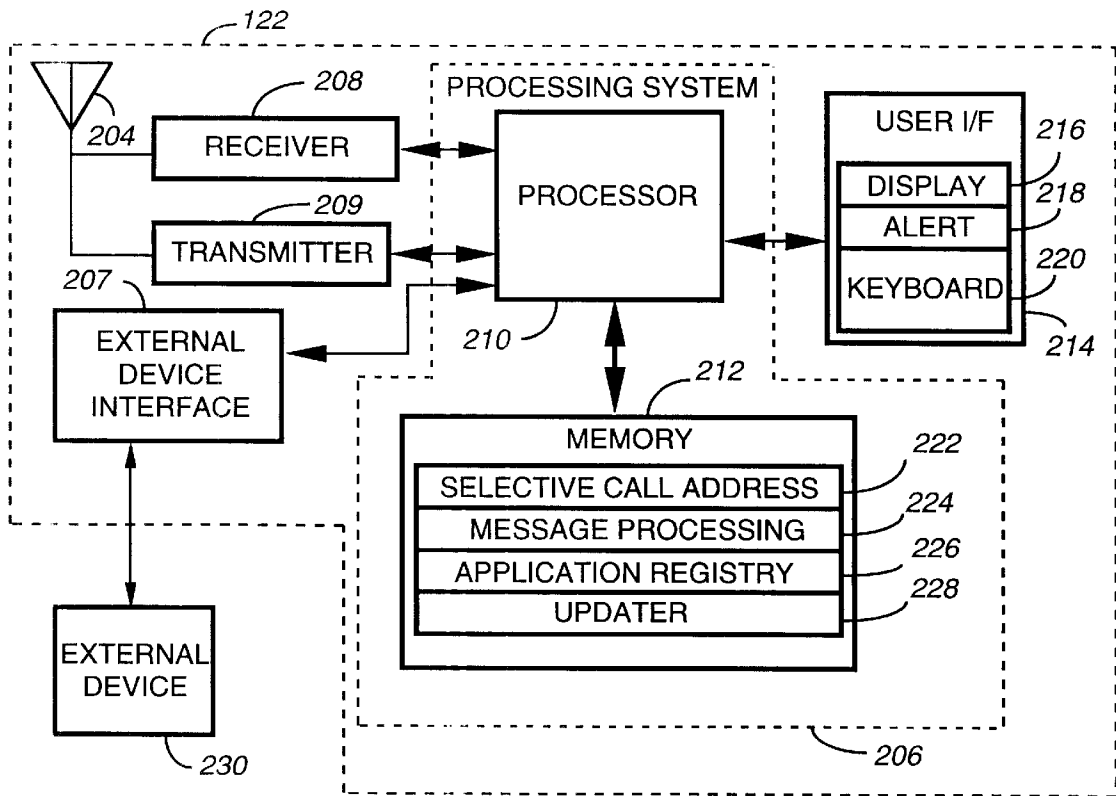 122
204
208
RECEIVER
209
TRANSMITTER
207
EXTERNAL
DEVICE
INTERFACE
PROCESSING SYSTEM
PROCESSOR
210
USER I/F
DISPLAY
ALERT
KEYBOARD
216
218
220
214
212
MEMORY
SELECTIVE CALL ADDRESS
MESSAGE PROCESSING
APPLICATION REGISTRY
UPDATER
222
224
226
228
EXTERNAL
DEVICE
230
206